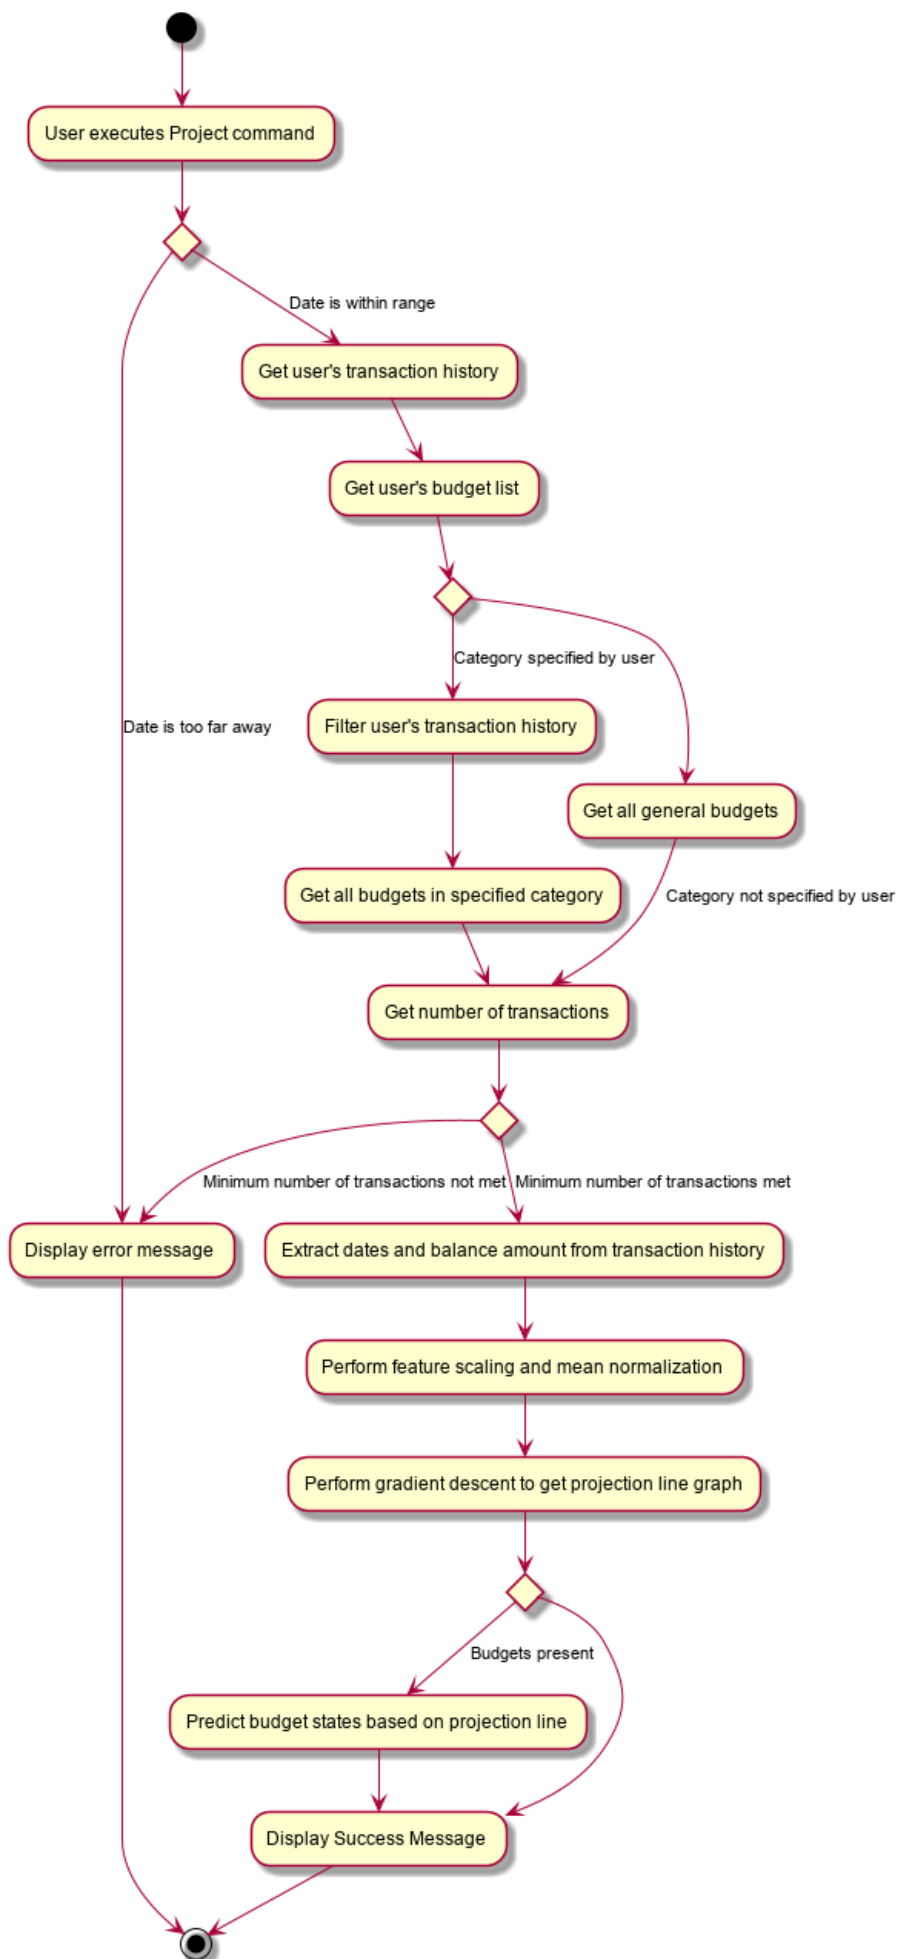 User executes Project command
Date is within range
Get user's transaction history
Get user's budget list
Category specified by user
Filter user's transaction history
Date is too far away
Get all general budgets
Get all budgets in specified category
Category not specified by user
Get number of transactions
Minimum number of transactions not met
Minimum number of transactions met
Display error message
Extract dates and balance amount from transaction history
Perform feature scaling and mean normalization
Perform gradient descent to get projection line graph
Budgets present
Predict budget states based on projection line
Display Success Message